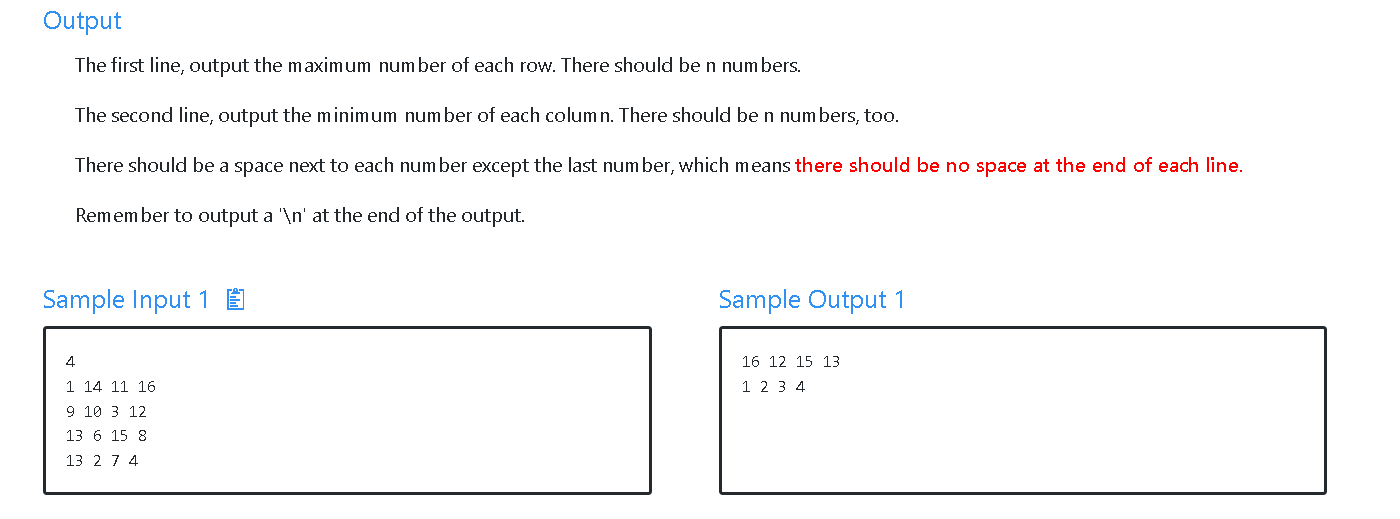 Output
The first line, output the maximum number of each row. There should be n numbers.
The second line, output the minimum number of each column. There should be n numbers, too.
There should be a space next to each number except the last number, which means there should be no space at the end of each line.
Remember to output a '\n' at the end of the output.
Sample Input 1
4
1 14 11 16
9 10 3 12
13 6 15 8
13 2 7 4
Sample Output 1
16 12 15 13
1 2 3 4